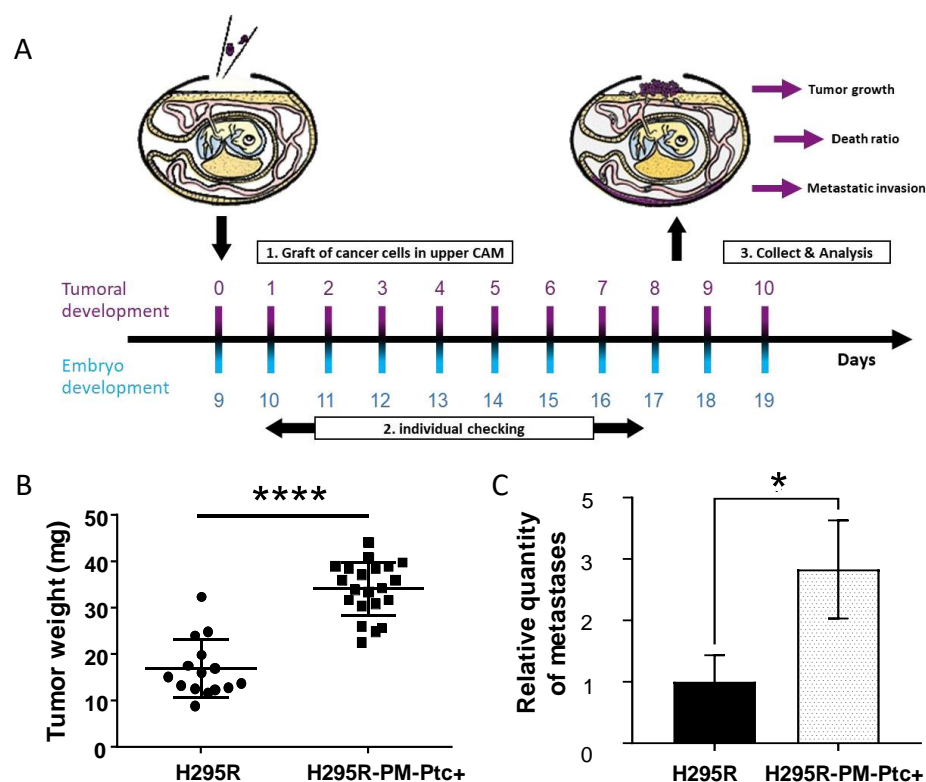 A
Tumor growth
Death ratio
Metastatic invasion
1. Graft of cancer cells in upper CAM
3. Collect & Analysis
Tumoral
development
0 1 2 3 4 5 6 7 8 9 10
Days
Embryo
development
9 10 11 12 13 14 15 16 17 18 19
2. individual checking
B
****
Tumor weight (mg)
50
40
30
20
10
0
H295R H295R-PM-Ptc+
C
*
Relative quantity
of metastases
5
3
2
1
0
H295R H295R-PM-Ptc+